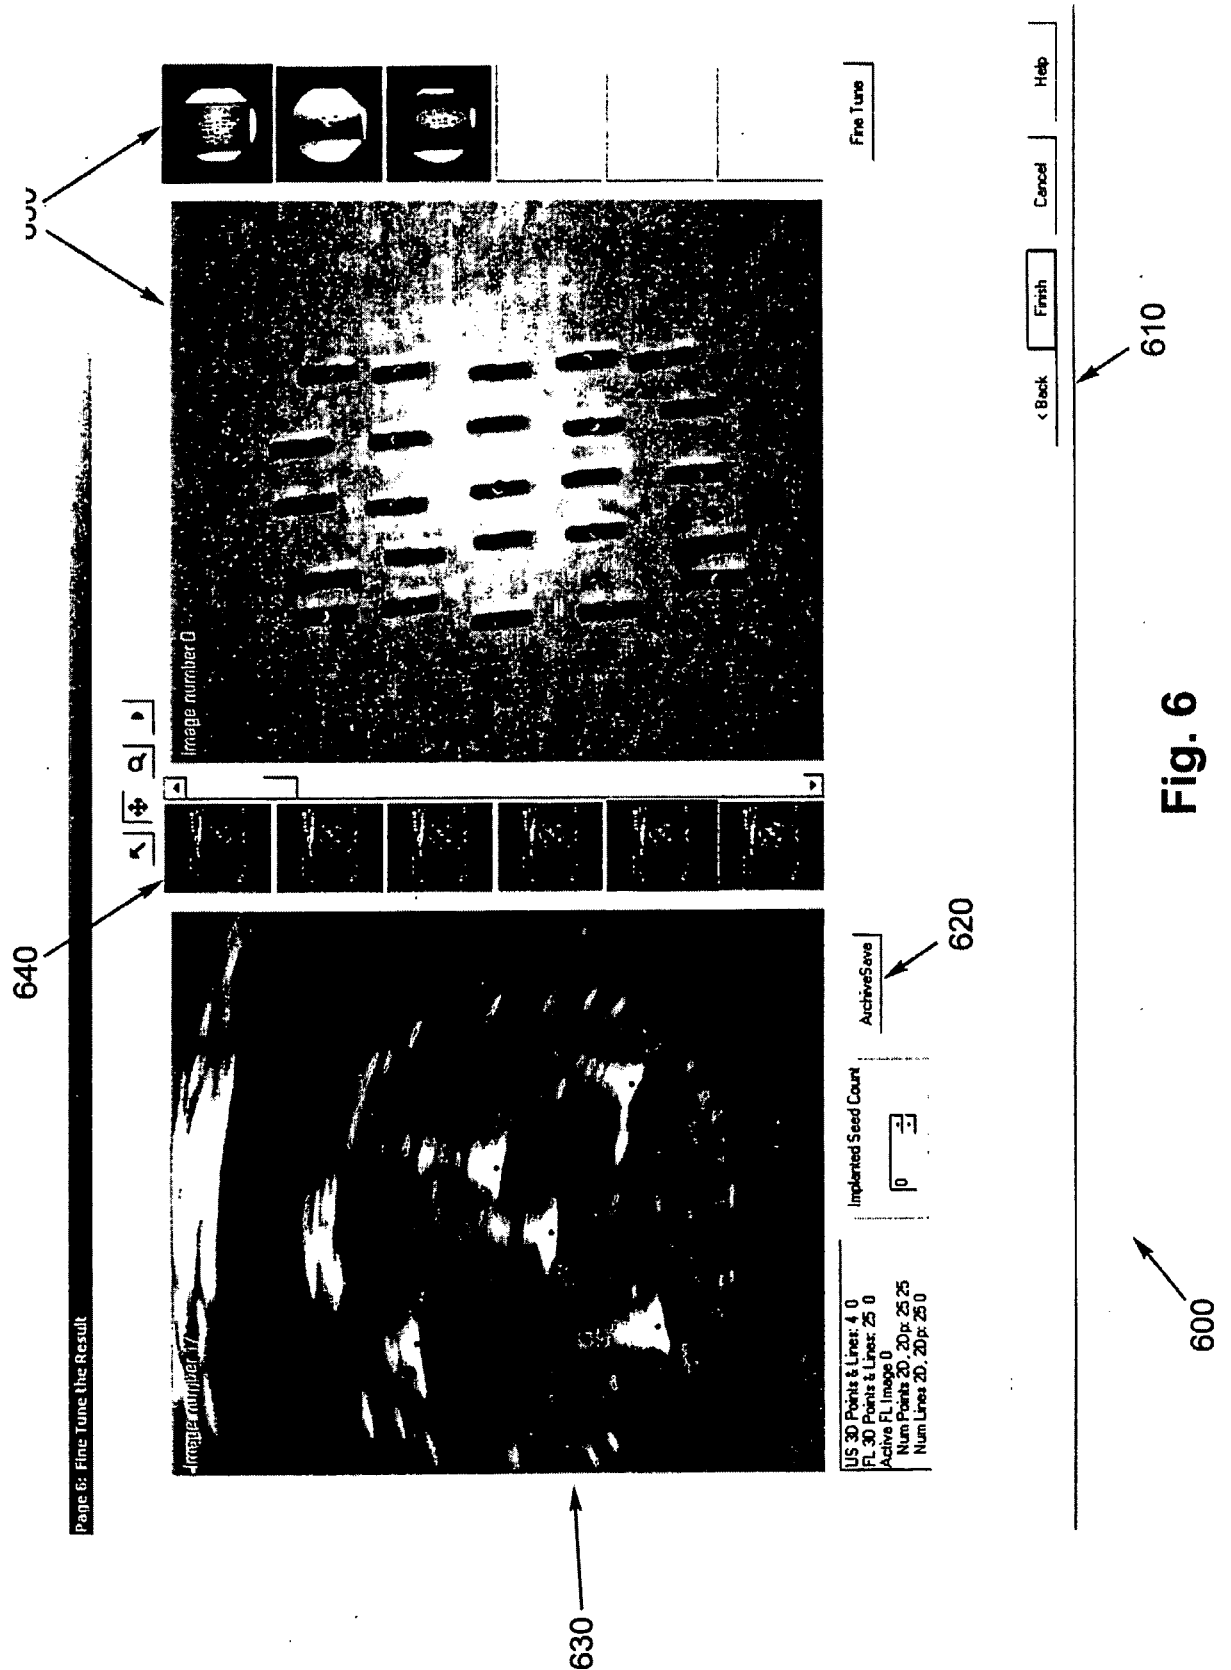 Page 6: Fine Tune the Result
640
Image number 17
Image number 0
US 3D Points & Lines: 4 0
FL 3D Points & Lines: 25 0
Active FL Image 0
Num Points 2D, 2Dp: 25 25
Num Lines 2D, 2Dp: 25 0
Implanted Seed Count
0
ArchiveSave
Fine Tune
630
620
< Back
Finish
Cancel
Help
610
600
Fig. 6